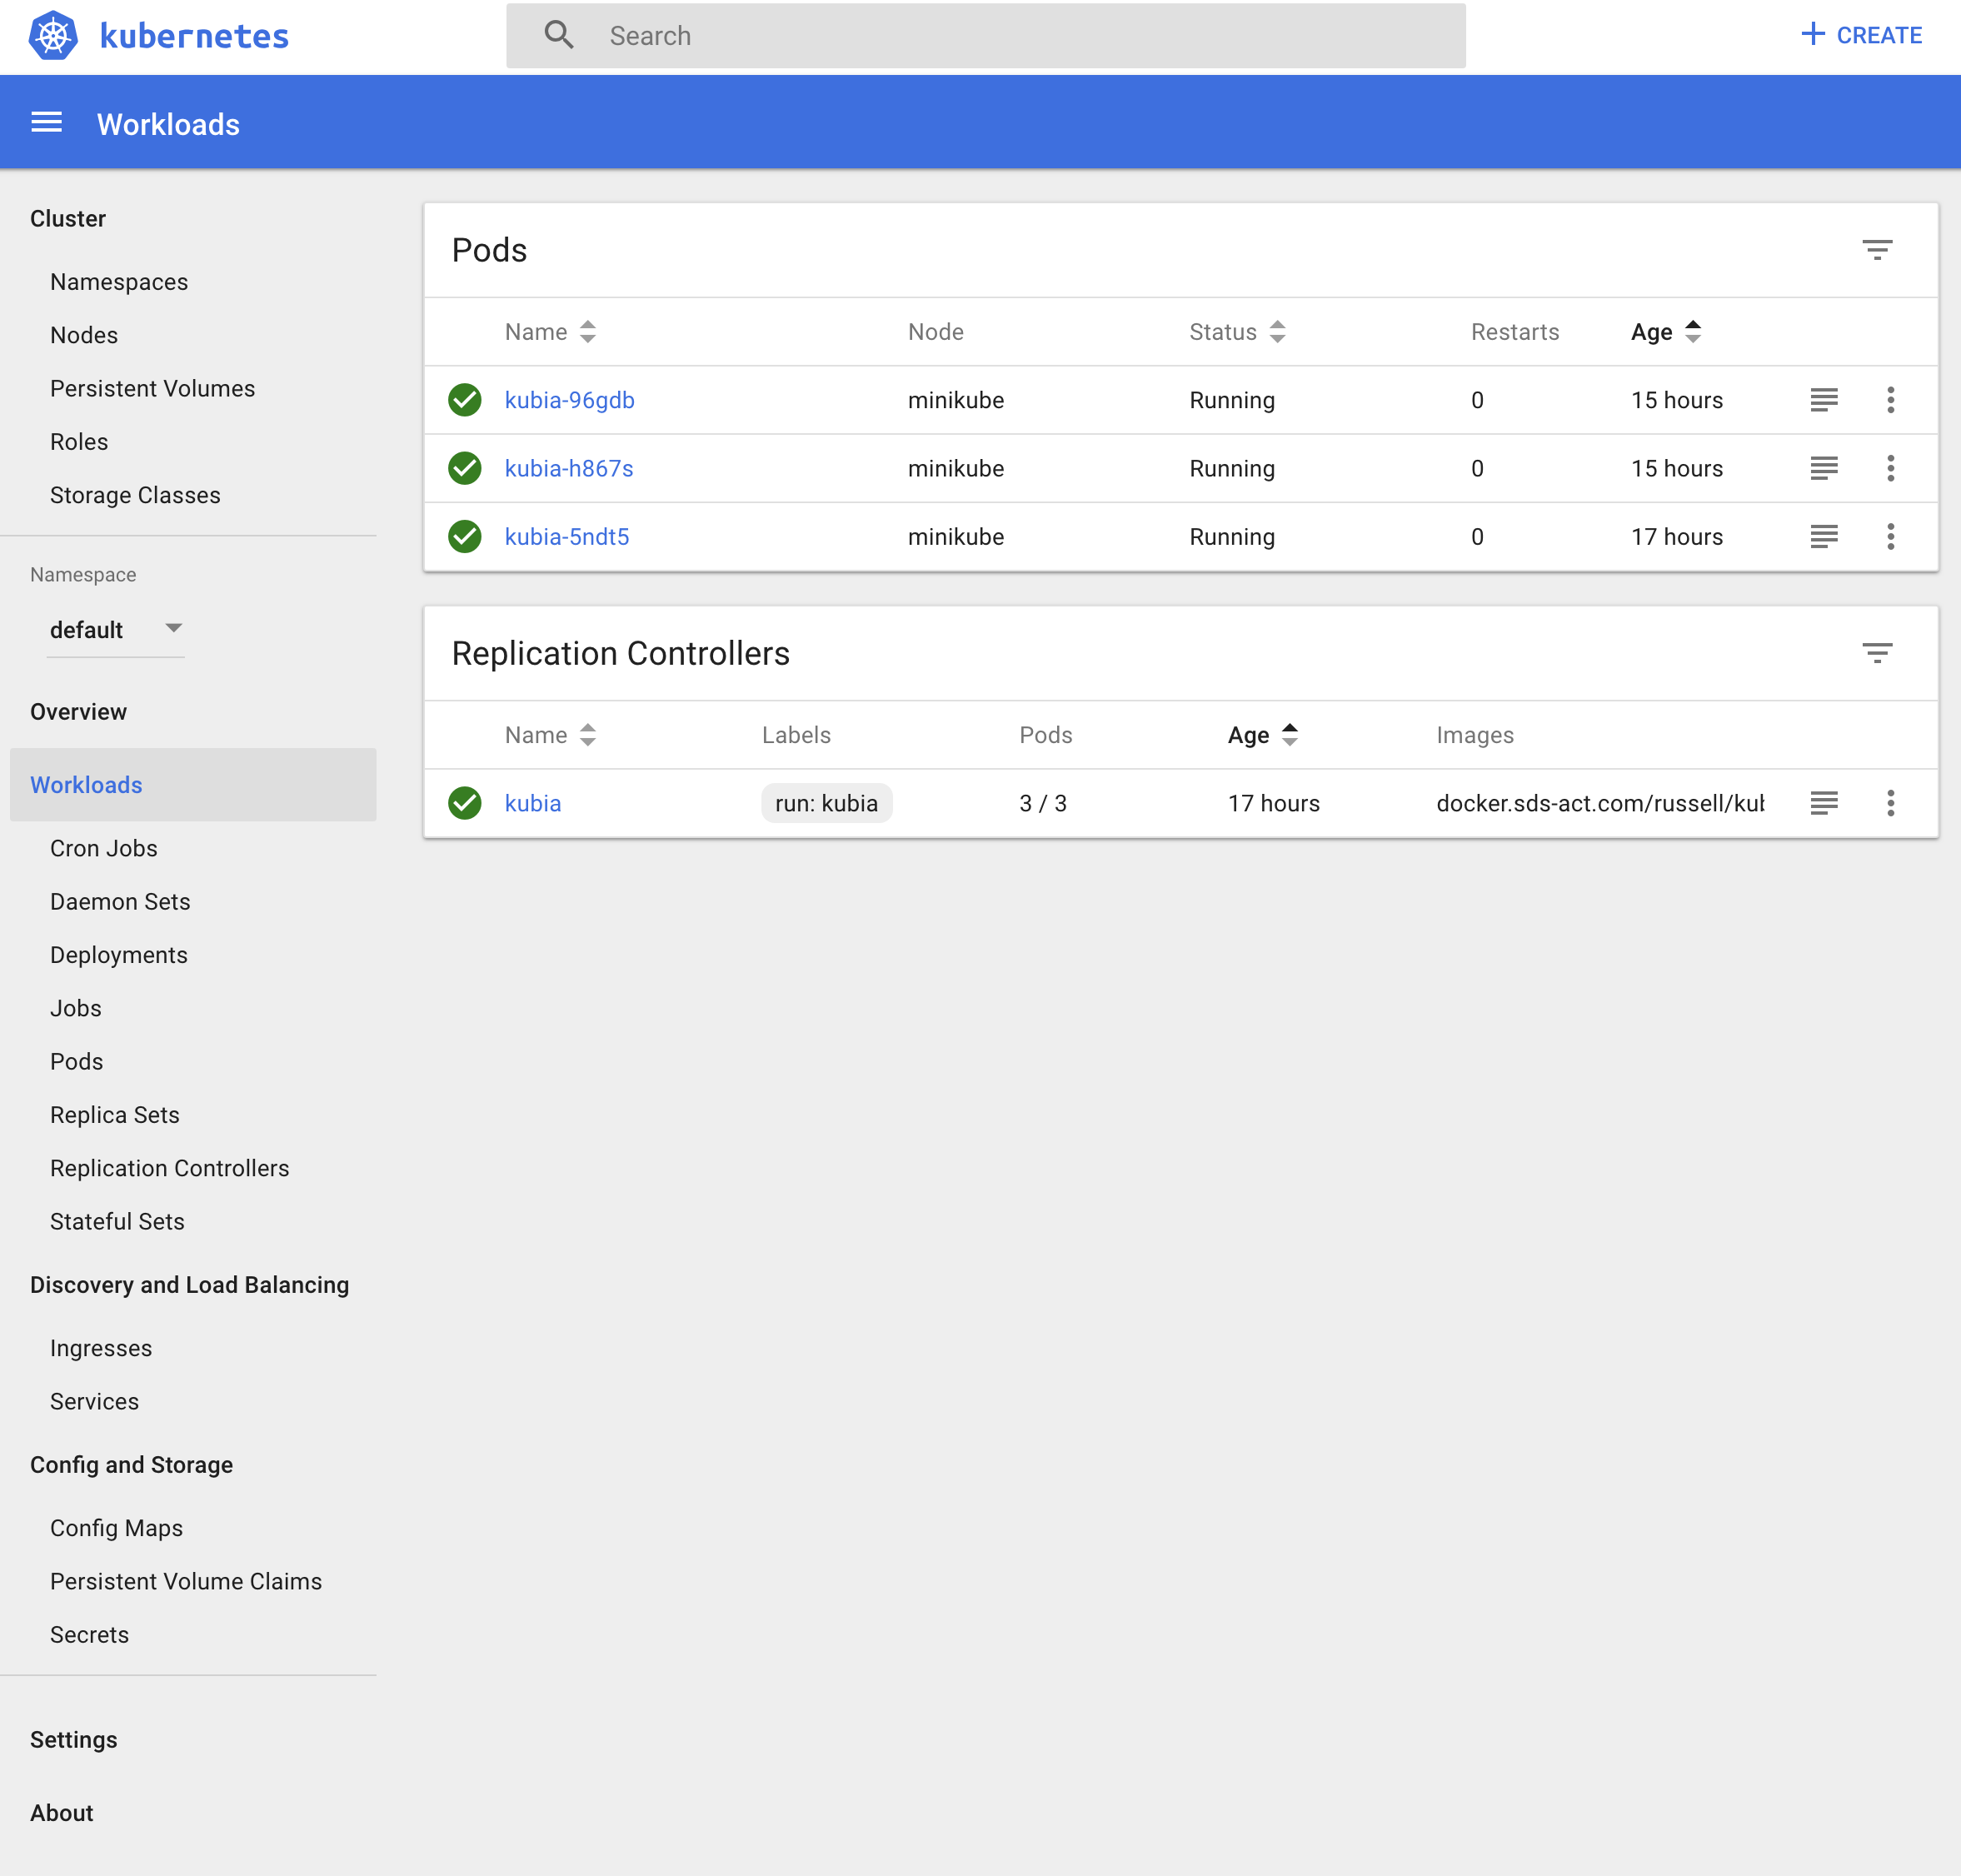 kubernetes
Search
CREATE
Workloads
Cluster
Namespaces
Nodes
Persistent Volumes
Roles
Storage Classes
Namespace
default
Overview
Workloads
Cron Jobs
Daemon Sets
Deployments
Jobs
Pods
Replica Sets
Replication Controllers
Stateful Sets
Discovery and Load Balancing
Ingresses
Services
Config and Storage
Config Maps
Persistent Volume Claims
Secrets
Settings
About
Pods
Name Node Status Restarts Age
kubia-96gdb minikube Running 0 15 hours
kubia-h867s minikube Running 0 15 hours
kubia-5ndt5 minikube Running 0 17 hours
Replication Controllers
Name Labels Pods Age Images
kubia run: kubia 3 / 3 17 hours docker.sds-act.com/russell/kub